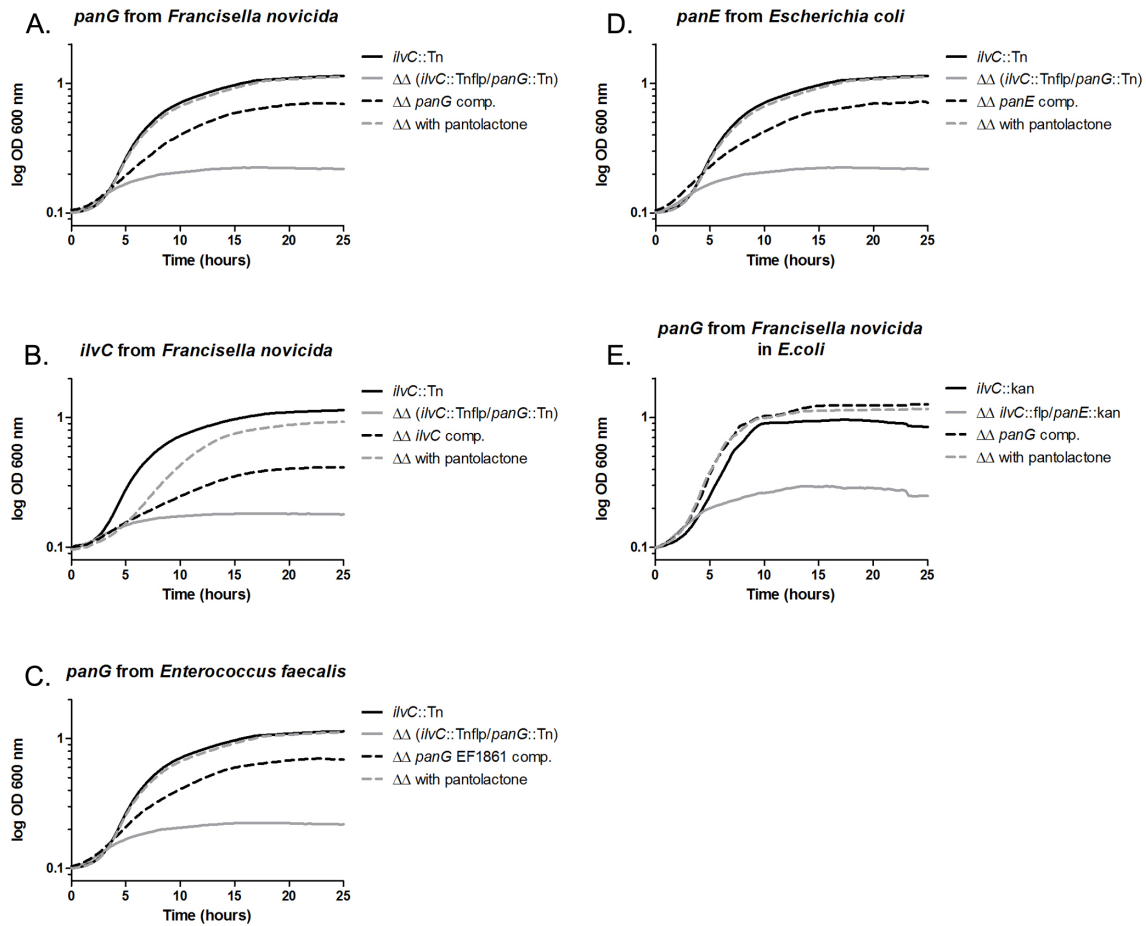 A.
panG from Francisella novicida
log OD 600 nm
1
0.1
0 5 10 15 20 25
Time (hours)
ilvC::Tn
ΔΔ (ilvC::Tnflp/panG::Tn)
ΔΔ panG comp.
ΔΔ with pantolactone
D.
panE from Escherichia coli
log OD 600 nm
1
0.1
0 5 10 15 20 25
Time (hours)
ilvC::Tn
ΔΔ (ilvC::Tnflp/panG::Tn)
ΔΔ panE comp.
ΔΔ with pantolactone
B.
ilvC from Francisella novicida
log OD 600 nm
1
0.1
0 5 10 15 20 25
Time (hours)
ilvC::Tn
ΔΔ (ilvC::Tnflp/panG::Tn)
ΔΔ ilvC comp.
ΔΔ with pantolactone
E.
panG from Francisella novicida
in E.coli
log OD 600 nm
1
0.1
0 5 10 15 20 25
Time (hours)
ilvC::kan
ΔΔ ilvC::flp/panE::kan
ΔΔ panG comp.
ΔΔ with pantolactone
C.
panG from Enterococcus faecalis
log OD 600 nm
1
0.1
0 5 10 15 20 25
Time (hours)
ilvC::Tn
ΔΔ (ilvC::Tnflp/panG::Tn)
ΔΔ panG EF1861 comp.
ΔΔ with pantolactone